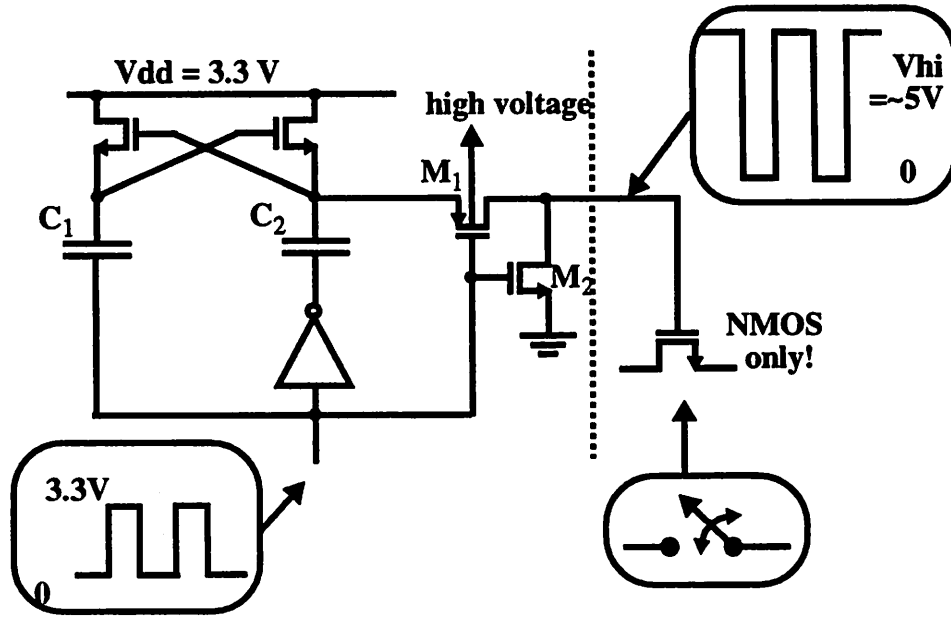 Vdd = 3.3 V
high voltage
Vhi
=~5V
0
M1
C1
C2
M2
NMOS
only!
3.3V
0